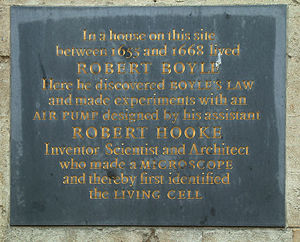 In a house on this site
between 1655 and 1668 lived
ROBERT BOYLE
Here he discovered BOYLE'S LAW
and made experiments with an
AIR PUMP designed by his assistant
ROBERT HOOKE
Inventor Scientist and Architect
who made a MICROSCOPE
and thereby first identified
the LIVING CELL